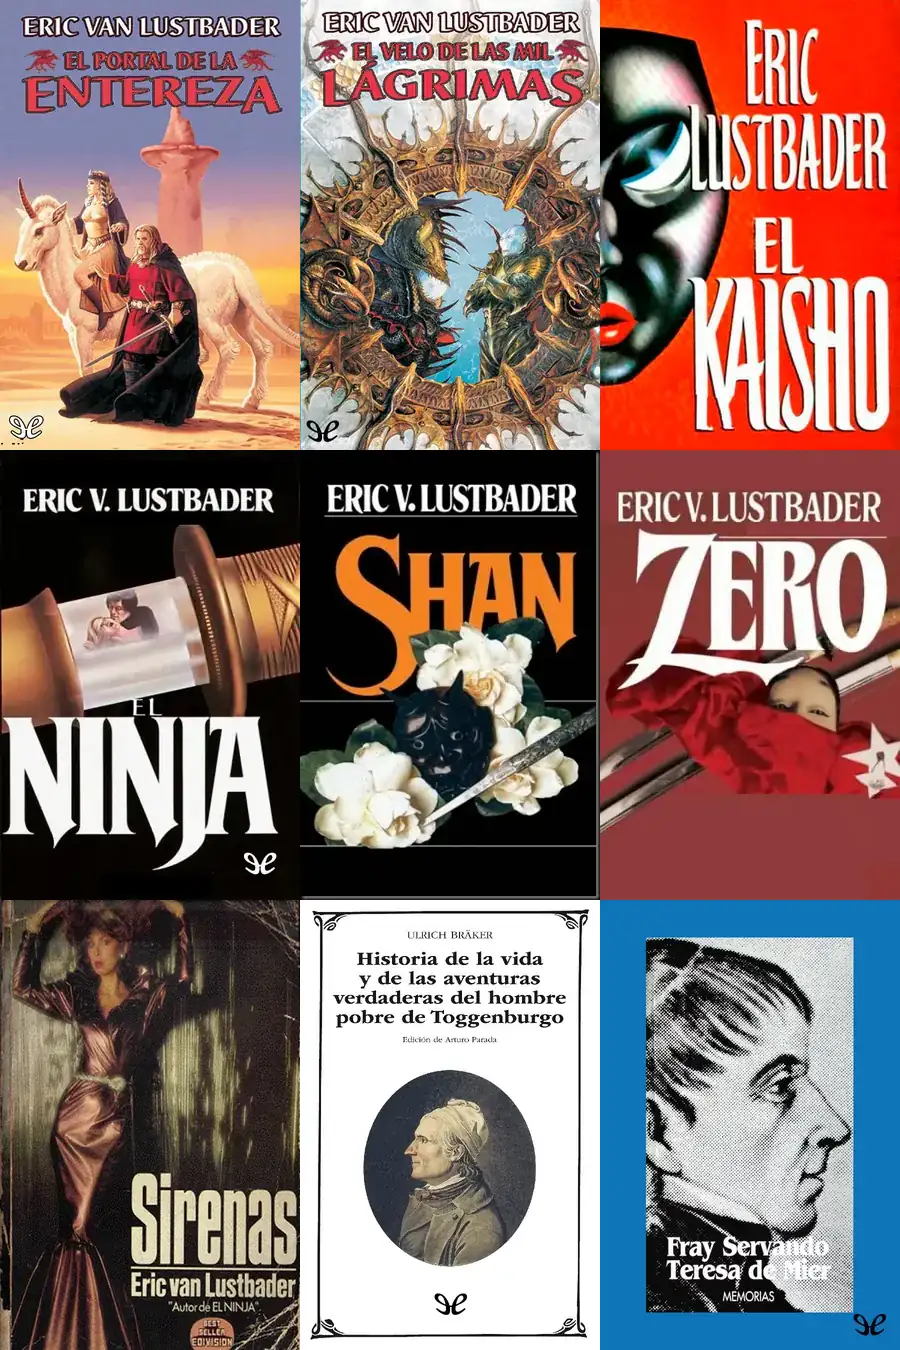 ERIC VAN LUSTBADER
EL PORTAL DE LA
ENTEREZA
ERIC VAN LUSTBADER
EL VELO DE LAS MIL
LÁGRIMAS
ERIC
LUSTBADER
EL
KAISHO
ERIC V. LUSTBADER
EL
NINJA
ERIC V. LUSTBADER
SHAN
ERIC V. LUSTBADER
ZERO
Sirenas
Eric van Lustbader
"Autor de EL NINJA".
BEST
SELLER
EDIVISION
ULRICH BRÄKER
Historia de la vida
y de las aventuras
verdaderas del hombre
pobre de Toggenburgo
Edición de Arturo Parada
Fray Servando
Teresa de Mier
MEMORIAS